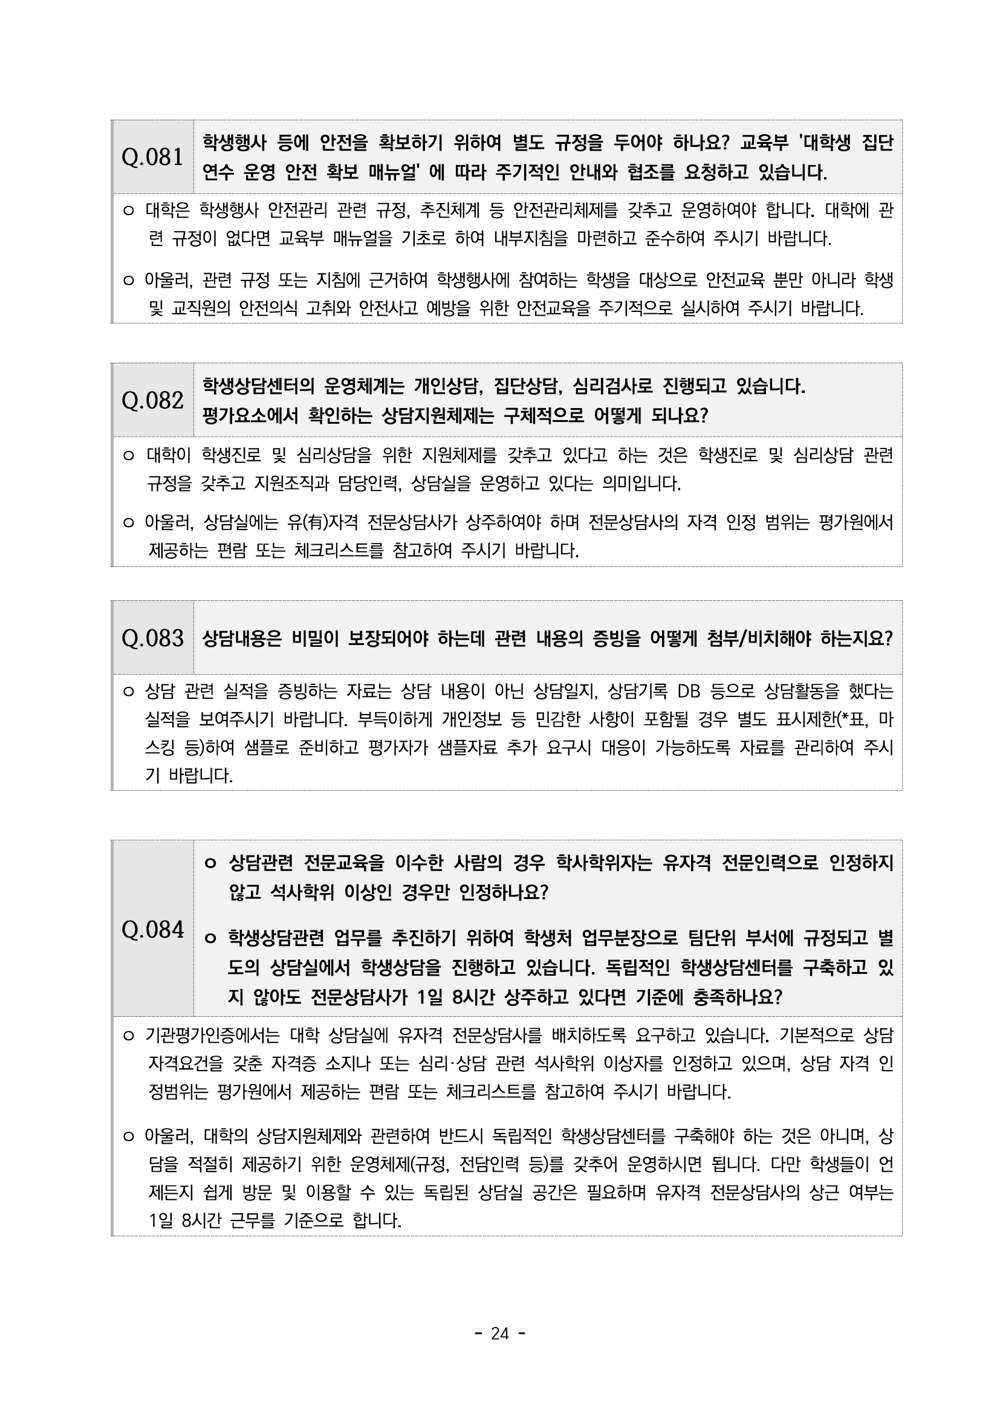 Q.081
학생행사 등에 안전을 확보하기 위하여 별도 규정을 두어야 하나요? 교육부 '대학생 집단
연수 운영 안전 확보 매뉴얼' 에 따라 주기적인 안내와 협조를 요청하고 있습니다.
ㅇ 대학은 학생행사 안전관리 관련 규정, 추진체계 등 안전관리체제를 갖추고 운영하여야 합니다. 대학에 관
련 규정이 없다면 교육부 매뉴얼을 기초로 하여 내부지침을 마련하고 준수하여 주시기 바랍니다.
ㅇ 아울러, 관련 규정 또는 지침에 근거하여 학생행사에 참여하는 학생을 대상으로 안전교육 뿐만 아니라 학생
및 교직원의 안전의식 고취와 안전사고 예방을 위한 안전교육을 주기적으로 실시하여 주시기 바랍니다.
Q.082
학생상담센터의 운영체계는 개인상담, 집단상담, 심리검사로 진행되고 있습니다.
평가요소에서 확인하는 상담지원체제는 구체적으로 어떻게 되나요?
ㅇ 대학이 학생진로 및 심리상담을 위한 지원체제를 갖추고 있다고 하는 것은 학생진로 및 심리상담 관련
규정을 갖추고 지원조직과 담당인력, 상담실을 운영하고 있다는 의미입니다.
ㅇ 아울러, 상담실에는 유(有)자격 전문상담사가 상주하여야 하며 전문상담사의 자격 인정 범위는 평가원에서
제공하는 편람 또는 체크리스트를 참고하여 주시기 바랍니다.
Q.083
상담내용은 비밀이 보장되어야 하는데 관련 내용의 증빙을 어떻게 첨부/비치해야 하는지요?
ㅇ 상담 관련 실적을 증빙하는 자료는 상담 내용이 아닌 상담일지, 상담기록 DB 등으로 상담활동을 했다는
실적을 보여주시기 바랍니다. 부득이하게 개인정보 등 민감한 사항이 포함될 경우 별도 표시제한(*표, 마
스킹 등)하여 샘플로 준비하고 평가자가 샘플자료 추가 요구시 대응이 가능하도록 자료를 관리하여 주시
기 바랍니다.
Q.084
ㅇ 상담관련 전문교육을 이수한 사람의 경우 학사학위자는 유자격 전문인력으로 인정하지
않고 석사학위 이상인 경우만 인정하나요?
ㅇ 학생상담관련 업무를 추진하기 위하여 학생처 업무분장으로 팀단위 부서에 규정되고 별
도의 상담실에서 학생상담을 진행하고 있습니다. 독립적인 학생상담센터를 구축하고 있
지 않아도 전문상담사가 1일 8시간 상주하고 있다면 기준에 충족하나요?
ㅇ 기관평가인증에서는 대학 상담실에 유자격 전문상담사를 배치하도록 요구하고 있습니다. 기본적으로 상담
자격요건을 갖춘 자격증 소지나 또는 심리·상담 관련 석사학위 이상자를 인정하고 있으며, 상담 자격 인
정범위는 평가원에서 제공하는 편람 또는 체크리스트를 참고하여 주시기 바랍니다.
ㅇ 아울러, 대학의 상담지원체제와 관련하여 반드시 독립적인 학생상담센터를 구축해야 하는 것은 아니며, 상
담을 적절히 제공하기 위한 운영체제(규정, 전담인력 등)를 갖추어 운영하시면 됩니다. 다만 학생들이 언
제든지 쉽게 방문 및 이용할 수 있는 독립된 상담실 공간은 필요하며 유자격 전문상담사의 상근 여부는
1일 8시간 근무를 기준으로 합니다.
- 24 -